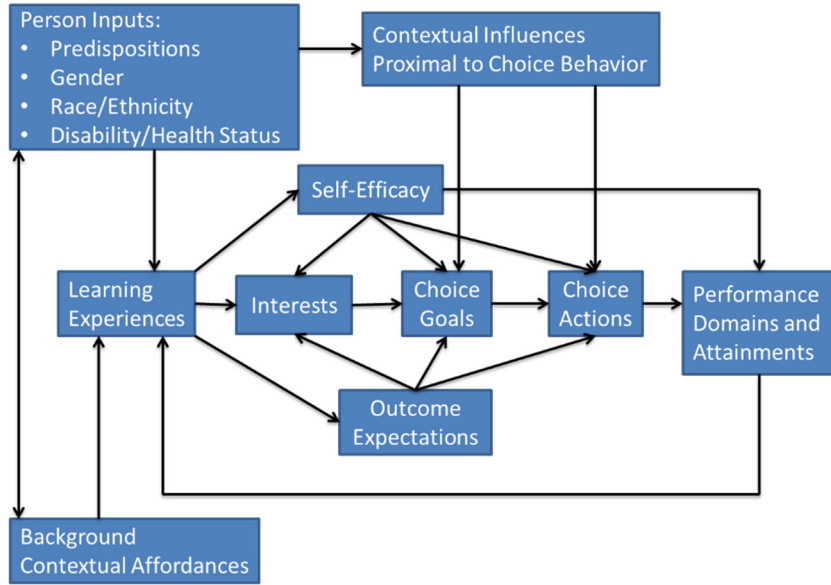 Person Inputs:
• Predispositions
• Gender
• Race/Ethnicity
• Disability/Health Status
Contextual Influences
Proximal to Choice Behavior
Self-Efficacy
Learning
Experiences
Interests
Choice
Goals
Choice
Actions
Performance
Domains and
Attainments
Outcome
Expectations
Background
Contextual Affordances